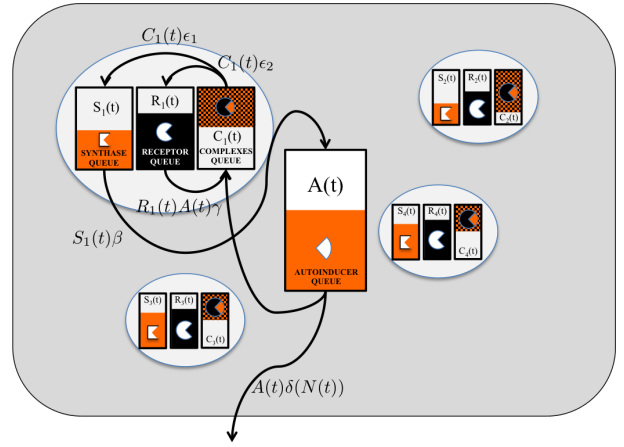 C₁(t)ϵ₁
C₁(t)ϵ₂
S₁(t)
SYNTHASE
QUEUE
R₁(t)
RECEPTOR
QUEUE
C₁(t)
COMPLEXES
QUEUE
R₁(t)A(t)γ
S₁(t)β
A(t)
AUTOINDUCER
QUEUE
A(t)δ(N(t))
S₂(t)
R₂(t)
C₂(t)
S₄(t)
R₄(t)
C₄(t)
S₃(t)
R₃(t)
C₃(t)